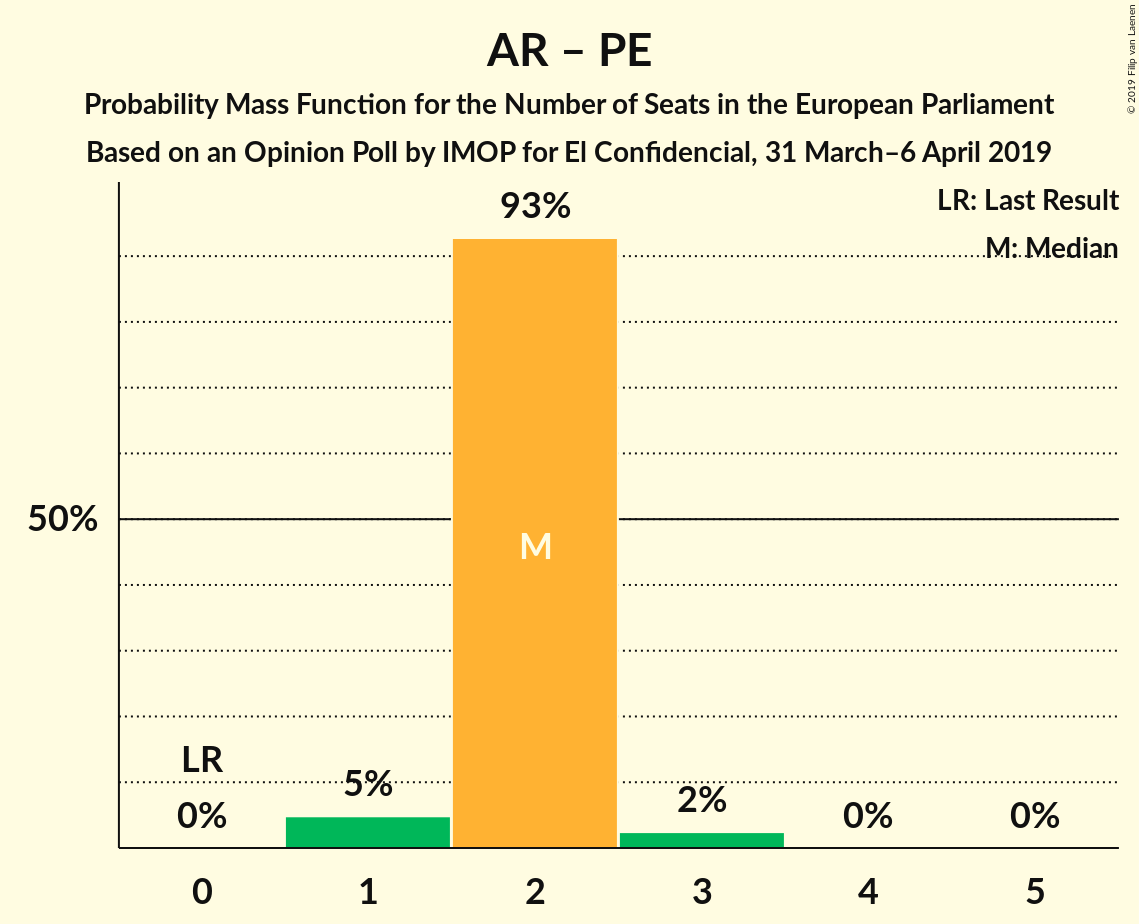 AR – PE
Probability Mass Function for the Number of Seats in the European Parliament
Based on an Opinion Poll by IMOP for El Confidencial, 31 March–6 April 2019
© 2019 Filip van Laenen
LR: Last Result
M: Median
93%
50%
M
LR
0%
5%
2%
0%
0%
0
1
2
3
4
5